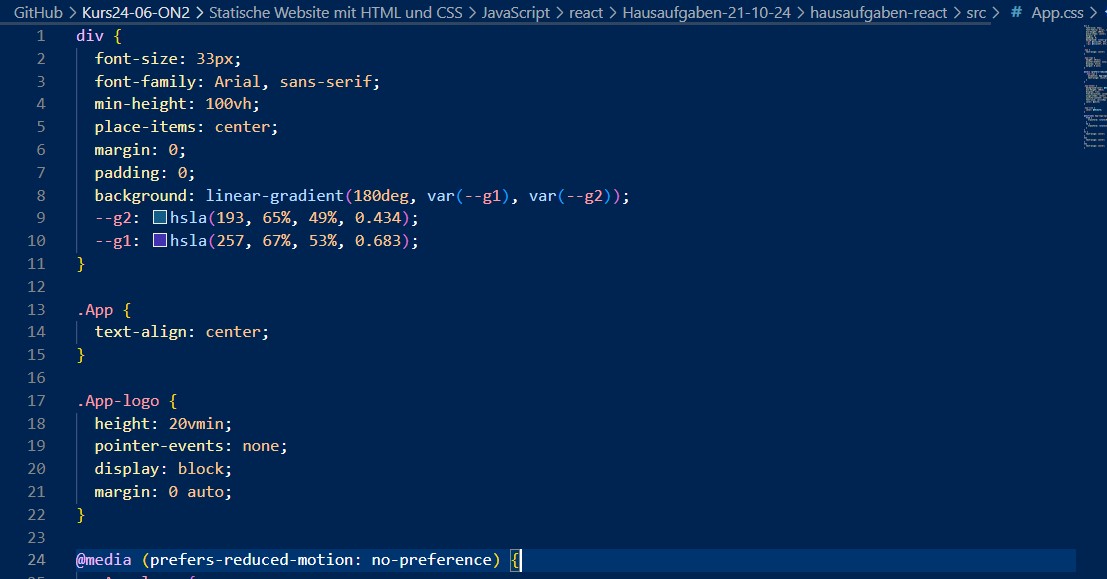 GitHub > Kurs24-06-ON2 > Statische Website mit HTML und CSS > JavaScript > react > Hausaufgaben-21-10-24 > hausaufgaben-react > src > # App.css >
1 div {
2 font-size: 33px;
3 font-family: Arial, sans-serif;
4 min-height: 100vh;
5 place-items: center;
6 margin: 0;
7 padding: 0;
8 background: linear-gradient(180deg, var(--g1), var(--g2));
9 --g2: hsla(193, 65%, 49%, 0.434);
10 --g1: hsla(257, 67%, 53%, 0.683);
11 }
12
13 .App {
14 text-align: center;
15 }
16
17 .App-logo {
18 height: 20vmin;
19 pointer-events: none;
20 display: block;
21 margin: 0 auto;
22 }
23
24 @media (prefers-reduced-motion: no-preference) {